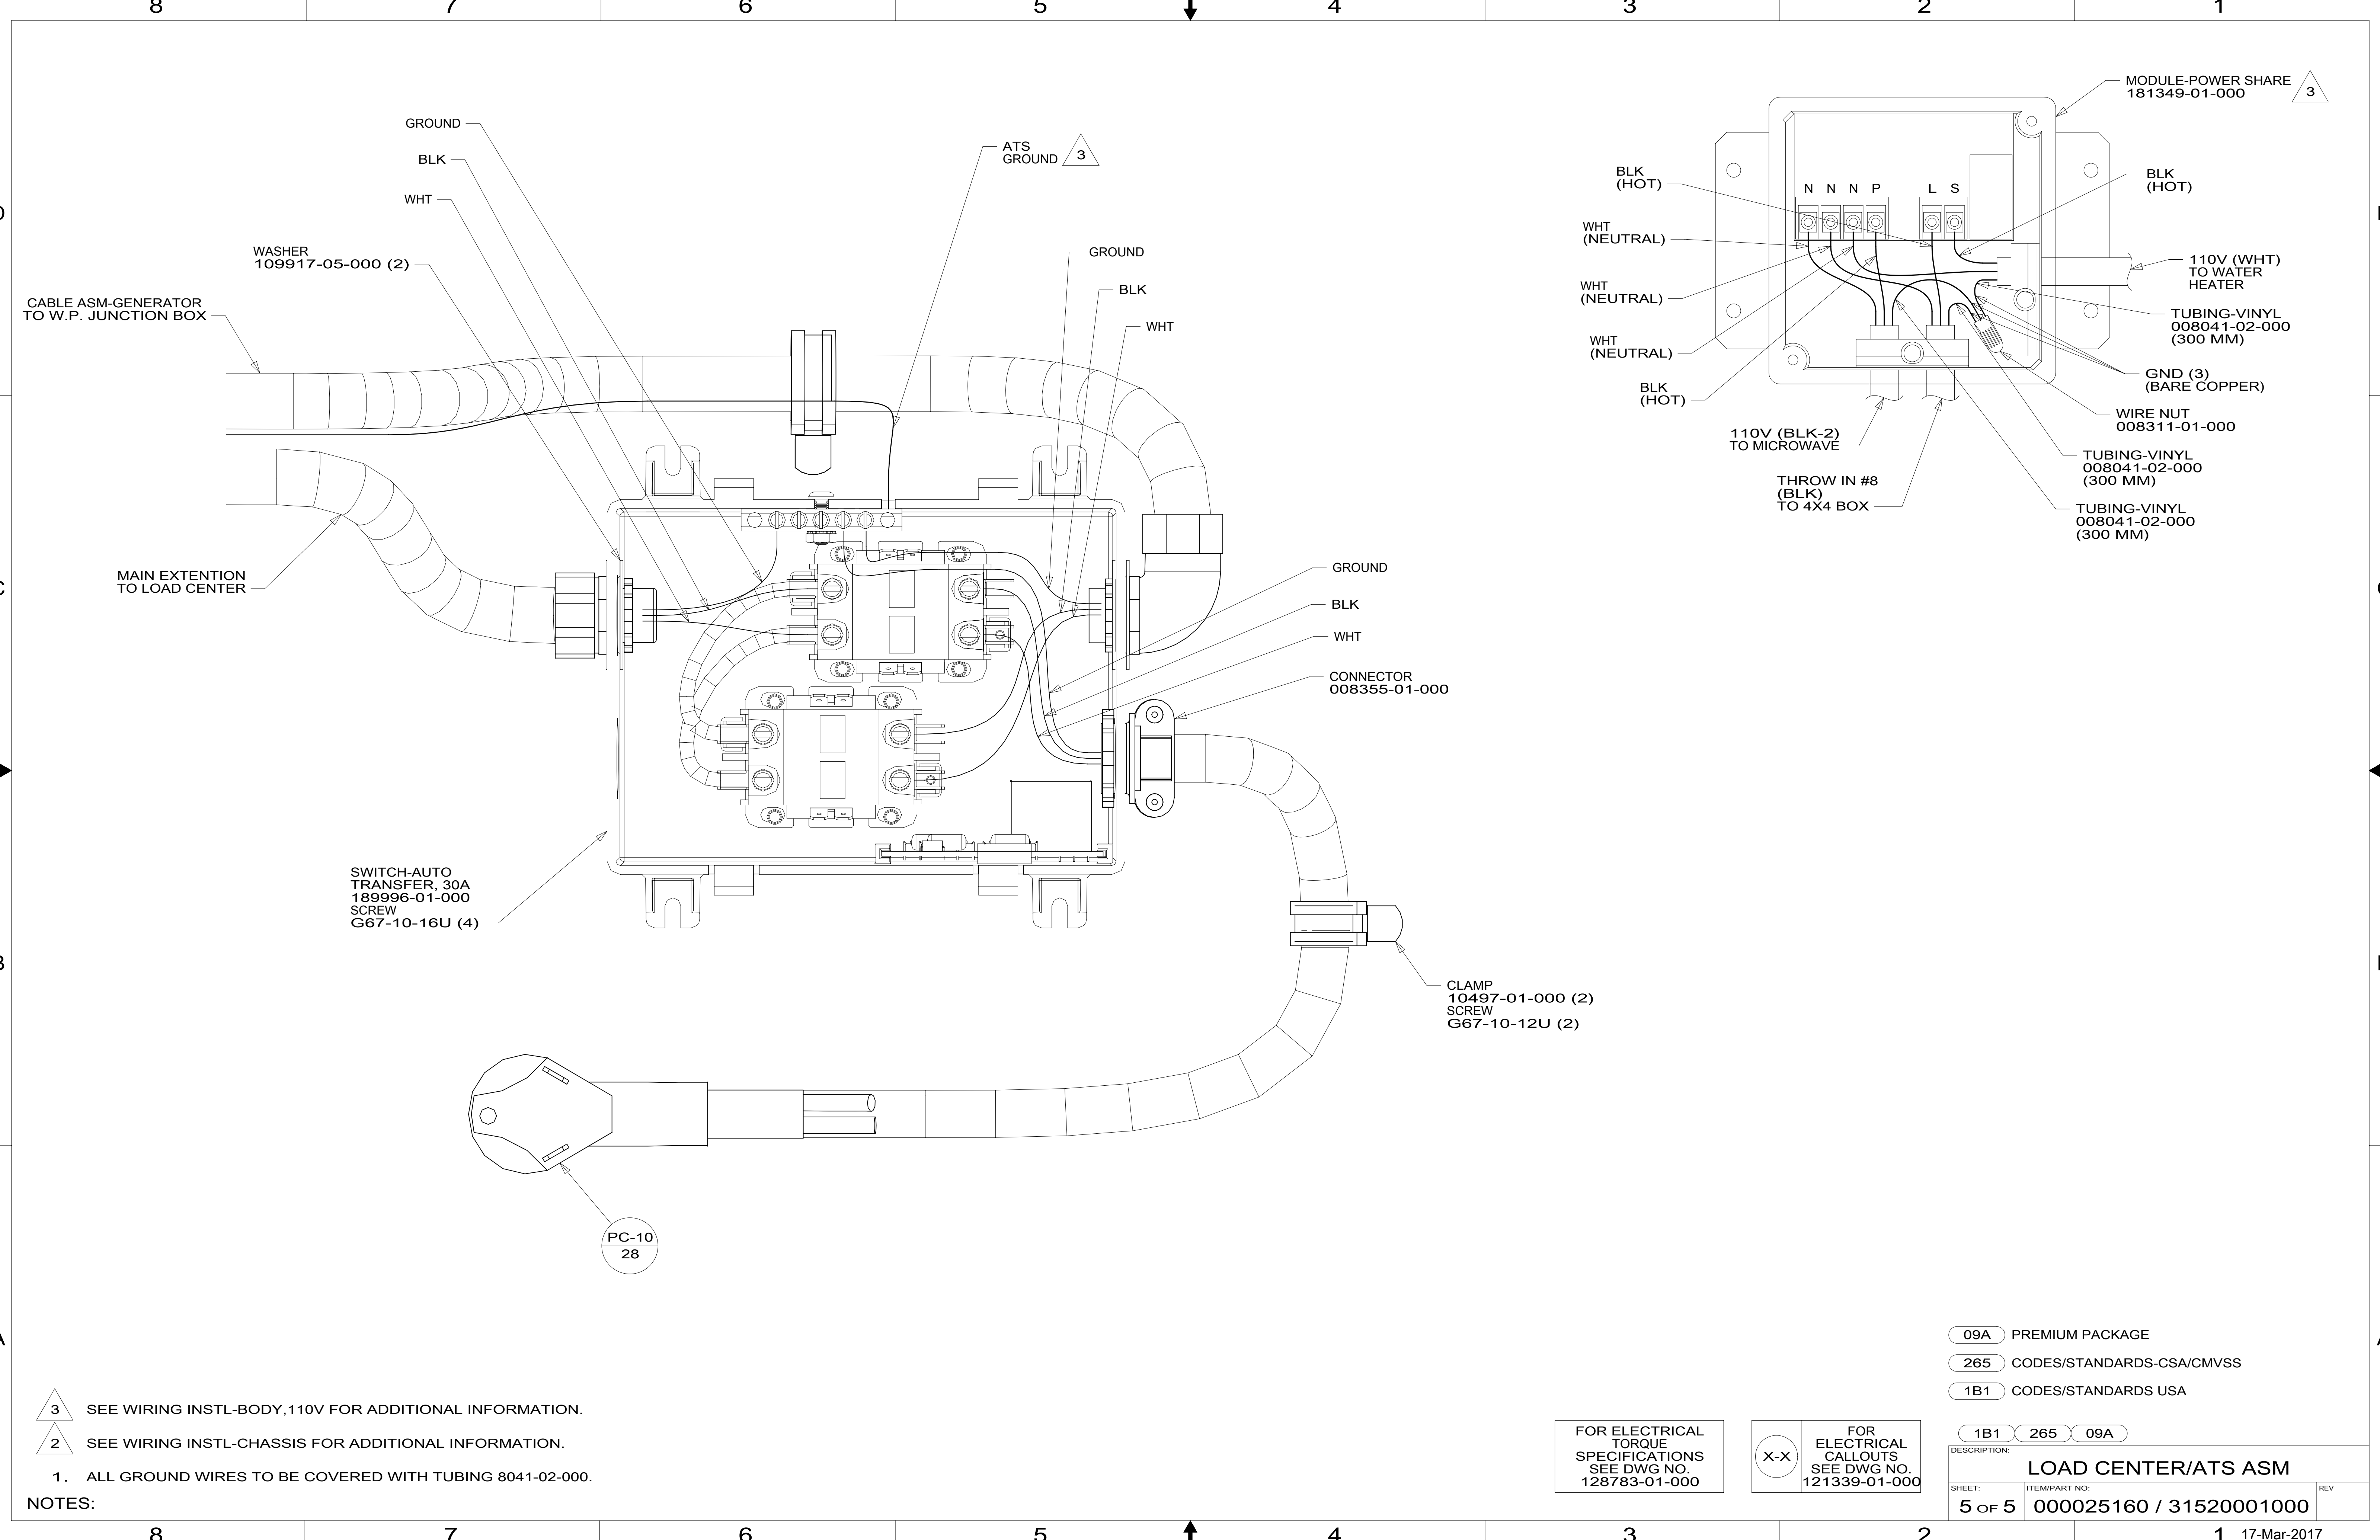 8 7 6 5 4 3 2 1
MODULE-POWER SHARE
181349-01-000
3
GROUND
BLK
WHT
ATS
GROUND
3
WASHER
109917-05-000 (2)
CABLE ASM-GENERATOR
TO W.P. JUNCTION BOX
GROUND
BLK
WHT
MAIN EXTENTION
TO LOAD CENTER
GROUND
BLK
WHT
CONNECTOR
008355-01-000
SWITCH-AUTO
TRANSFER, 30A
189996-01-000
SCREW
G67-10-16U (4)
CLAMP
10497-01-000 (2)
SCREW
G67-10-12U (2)
PC-10
28
BLK
(HOT)
N N N P L S
BLK
(HOT)
WHT
(NEUTRAL)
WHT
(NEUTRAL)
WHT
(NEUTRAL)
BLK
(HOT)
110V (WHT)
TO WATER
HEATER
TUBING-VINYL
008041-02-000
(300 MM)
GND (3)
(BARE COPPER)
WIRE NUT
008311-01-000
110V (BLK-2)
TO MICROWAVE
TUBING-VINYL
008041-02-000
(300 MM)
THROW IN #8
(BLK)
TO 4X4 BOX
TUBING-VINYL
008041-02-000
(300 MM)
09A PREMIUM PACKAGE
265 CODES/STANDARDS-CSA/CMVSS
1B1 CODES/STANDARDS USA
3 SEE WIRING INSTL-BODY,110V FOR ADDITIONAL INFORMATION.
2 SEE WIRING INSTL-CHASSIS FOR ADDITIONAL INFORMATION.
1. ALL GROUND WIRES TO BE COVERED WITH TUBING 8041-02-000.
NOTES:
FOR ELECTRICAL
TORQUE
SPECIFICATIONS
SEE DWG NO.
128783-01-000
X-X
FOR
ELECTRICAL
CALLOUTS
SEE DWG NO.
121339-01-000
1B1 265 09A
DESCRIPTION:
LOAD CENTER/ATS ASM
SHEET:
5 OF 5
ITEM/PART NO:
000025160 / 31520001000
REV
8 7 6 5 4 3 2 1
17-Mar-2017